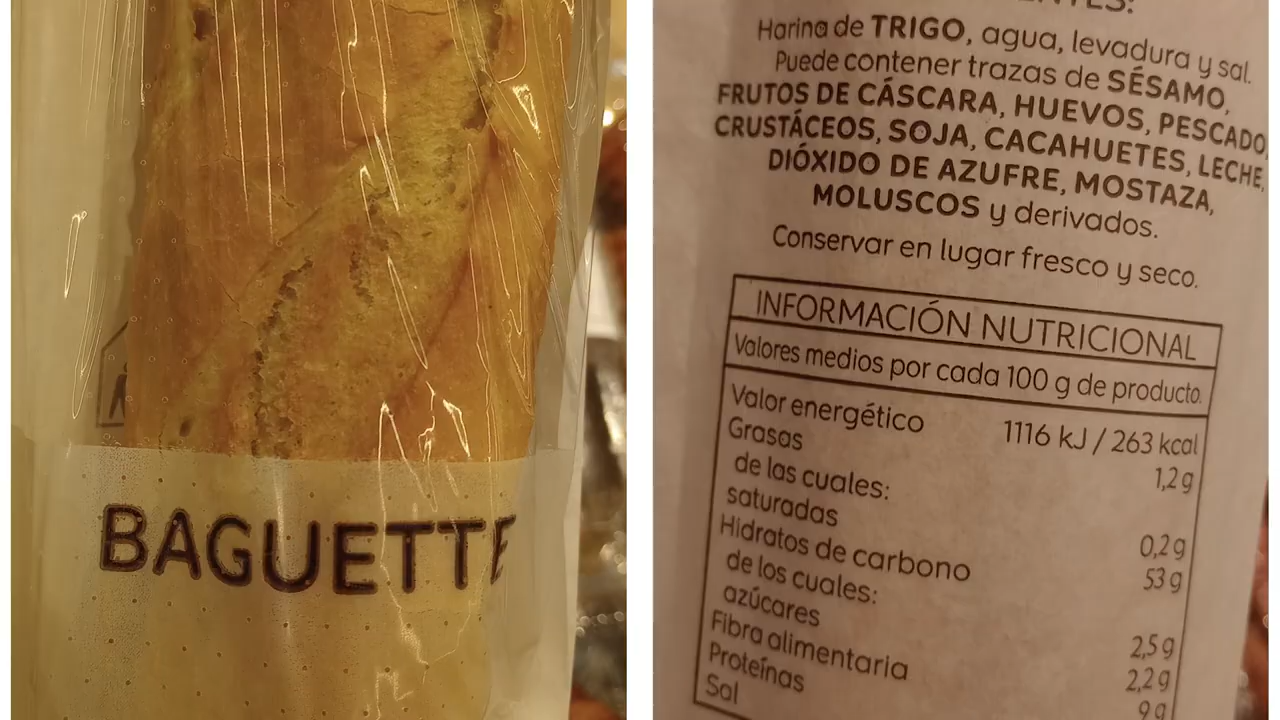 BAGUETTE
Harina de TRIGO, agua, levadura y sal.
Puede contener trazas de SÉSAMO,
FRUTOS DE CÁSCARA, HUEVOS, PESCADO,
CRUSTÁCEOS, SOJA, CACAHUETES, LECHE,
DIÓXIDO DE AZUFRE, MOSTAZA,
MOLUSCOS y derivados.
Conservar en lugar fresco y seco.
INFORMACIÓN NUTRICIONAL
Valores medios por cada 100 g de producto.
Valor energético 1116 kJ / 263 kcal
Grasas 1,2 g
de las cuales:
saturadas 0,2 g
Hidratos de carbono 53 g
de los cuales:
azúcares 2,5 g
Fibra alimentaria 2,2 g
Proteínas 9 g
Sal